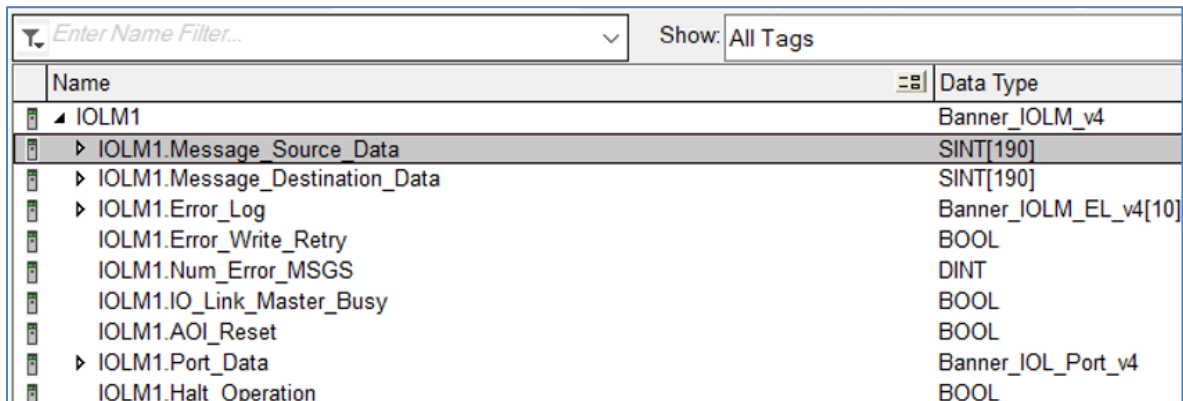 Enter Name Filter... Show: All Tags
Name Data Type
IOLM1 Banner_IOLM_v4
IOLM1.Message_Source_Data SINT[190]
IOLM1.Message_Destination_Data SINT[190]
IOLM1.Error_Log Banner_IOLM_EL_v4[10]
IOLM1.Error_Write_Retry BOOL
IOLM1.Num_Error_MSGS DINT
IOLM1.IO_Link_Master_Busy BOOL
IOLM1.AOI_Reset BOOL
IOLM1.Port_Data Banner_IOL_Port_v4
IOLM1.Halt_Operation BOOL